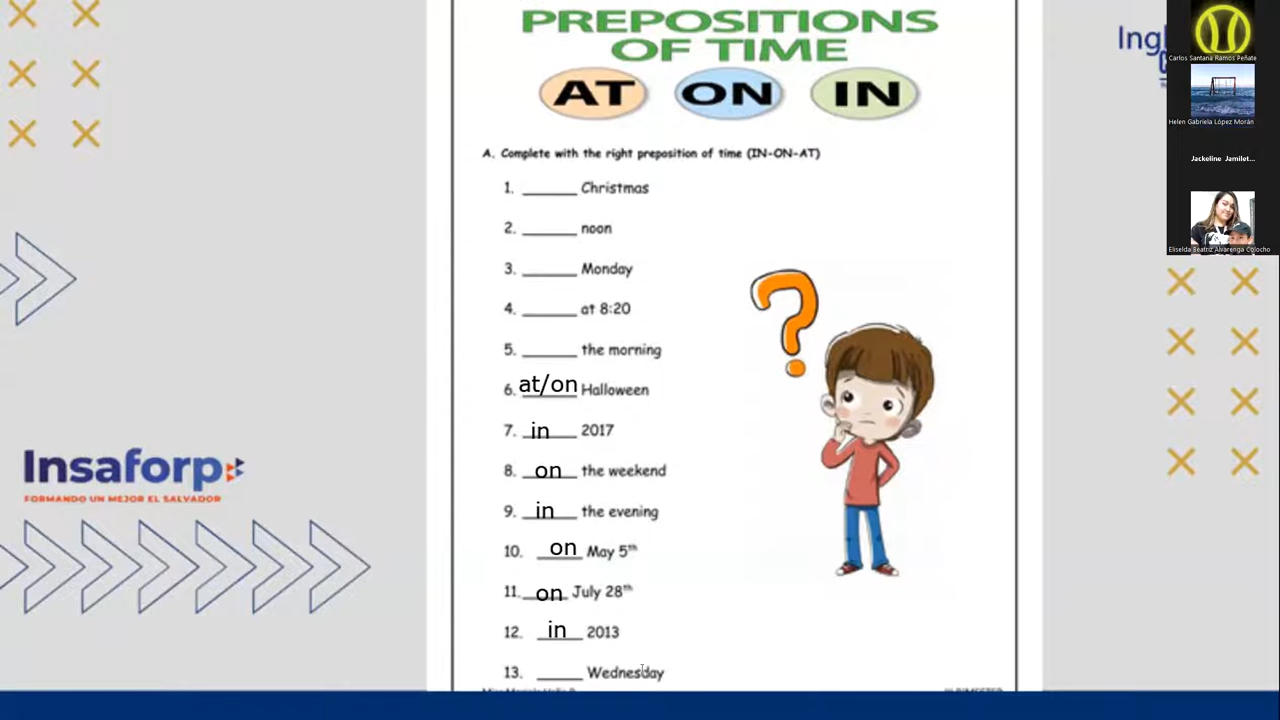 PREPOSITIONS
OF TIME
AT ON IN
A. Complete with the right preposition of time (IN-ON-AT)
1. ______ Christmas
2. ______ noon
3. ______ Monday
4. ______ at 8:20
5. ______ the morning
6. at/on Halloween
7. in 2017
8. on the weekend
9. in the evening
10. on May 5th
11. on July 28th
12. in 2013
13. _____ Wednesday
Insaforp
FORMANDO UN MEJOR EL SALVADOR
Carlos Santana Ramos Peñate
Helen Gabriela López Morán
Jackeline Jamilet...
Eliselda Beatriz Alvarenga Colocho